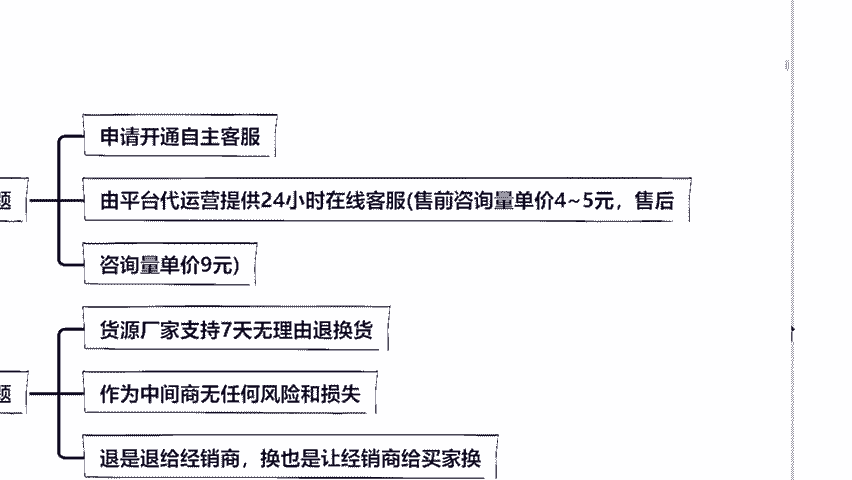 申请开通自主客服
题
由平台代运营提供24小时在线客服(售前咨询量单价4~5元，售后
咨询量单价9元)
货源厂家支持7天无理由退换货
题
作为中间商无任何风险和损失
退是退给经销商，换也是让经销商给买家换